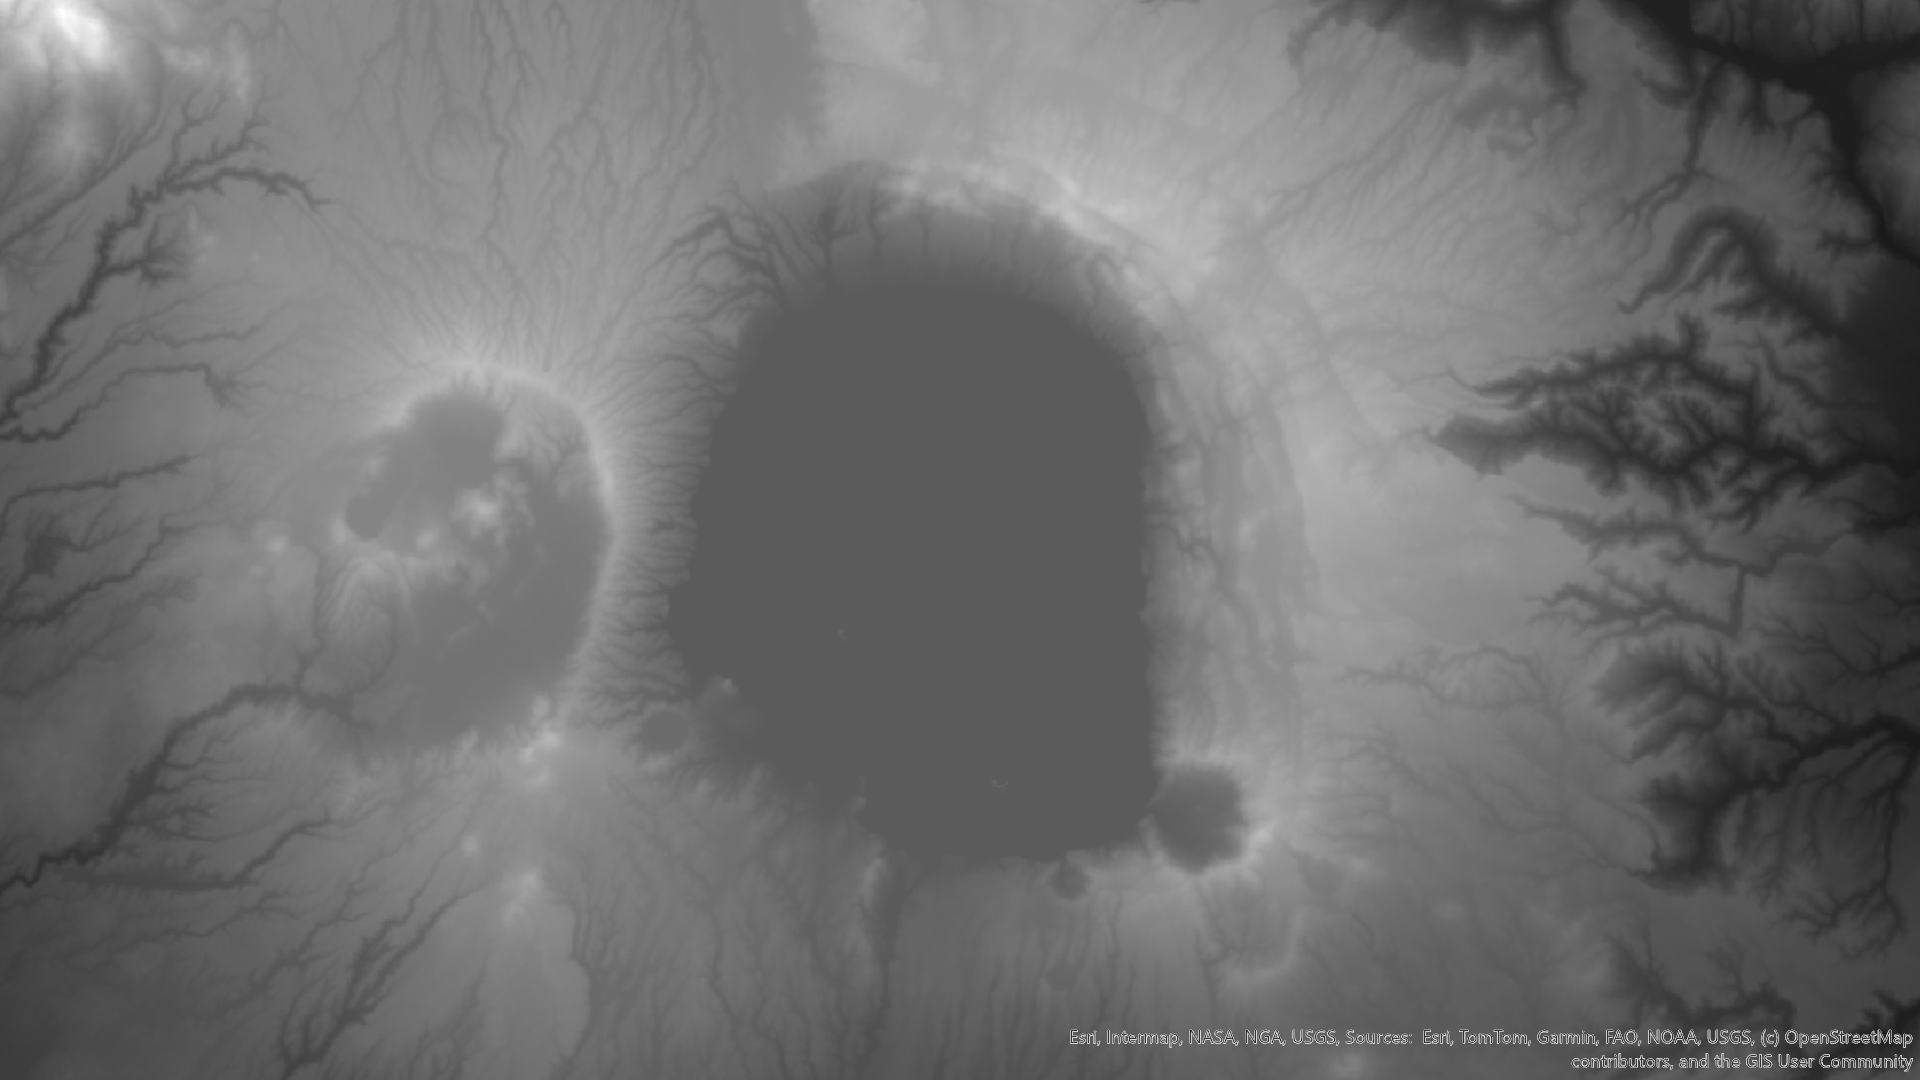 Esri, Intermap, NASA, NGA, USGS, Sources: Esri, TomTom, Garmin, FAO, NOAA, USGS, (c) OpenStreetMap
contributors, and the GIS User Community